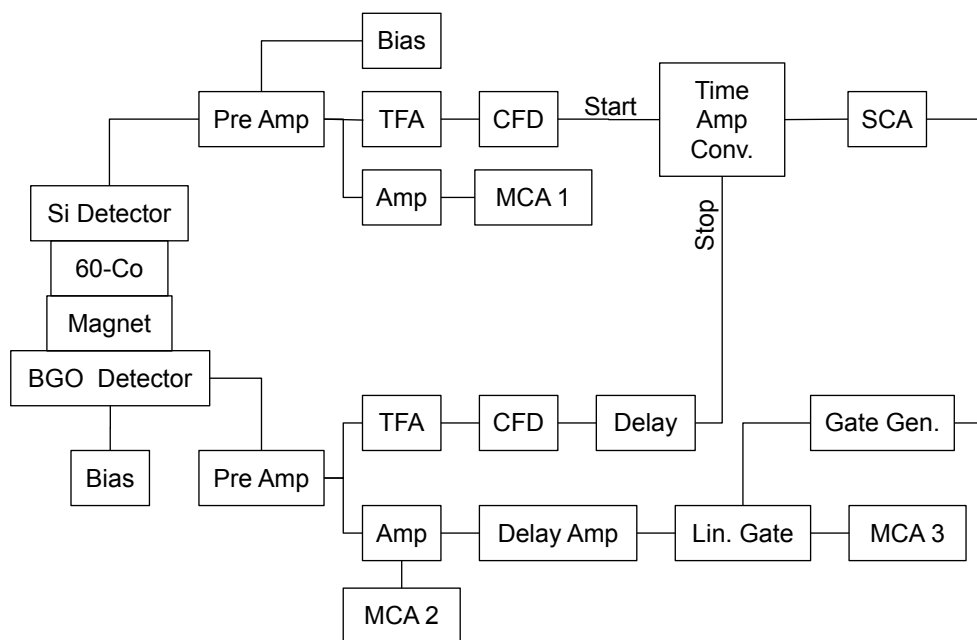 Bias
Pre Amp
TFA
CFD
Start
Time
Amp
Conv.
SCA
Amp
MCA 1
Si Detector
Stop
60-Co
Magnet
BGO Detector
TFA
CFD
Delay
Gate Gen.
Bias
Pre Amp
Amp
Delay Amp
Lin. Gate
MCA 3
MCA 2